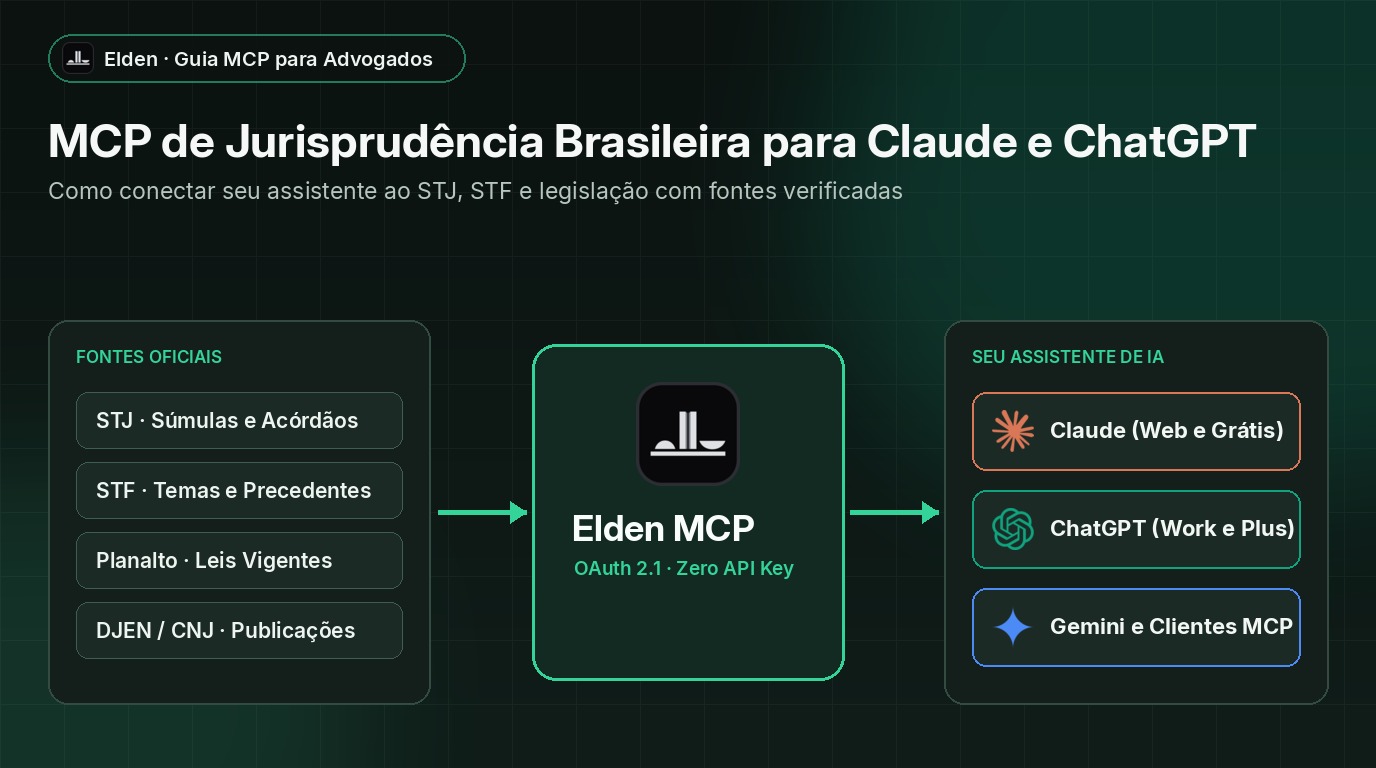 Elden · Guia MCP para Advogados
MCP de Jurisprudência Brasileira para Claude e ChatGPT
Como conectar seu assistente ao STJ, STF e legislação com fontes verificadas
FONTES OFICIAIS
STJ · Súmulas e Acórdãos
STF · Temas e Precedentes
Planalto · Leis Vigentes
DJEN / CNJ · Publicações
Elden MCP
OAuth 2.1 · Zero API Key
SEU ASSISTENTE DE IA
Claude (Web e Grátis)
ChatGPT (Work e Plus)
Gemini e Clientes MCP